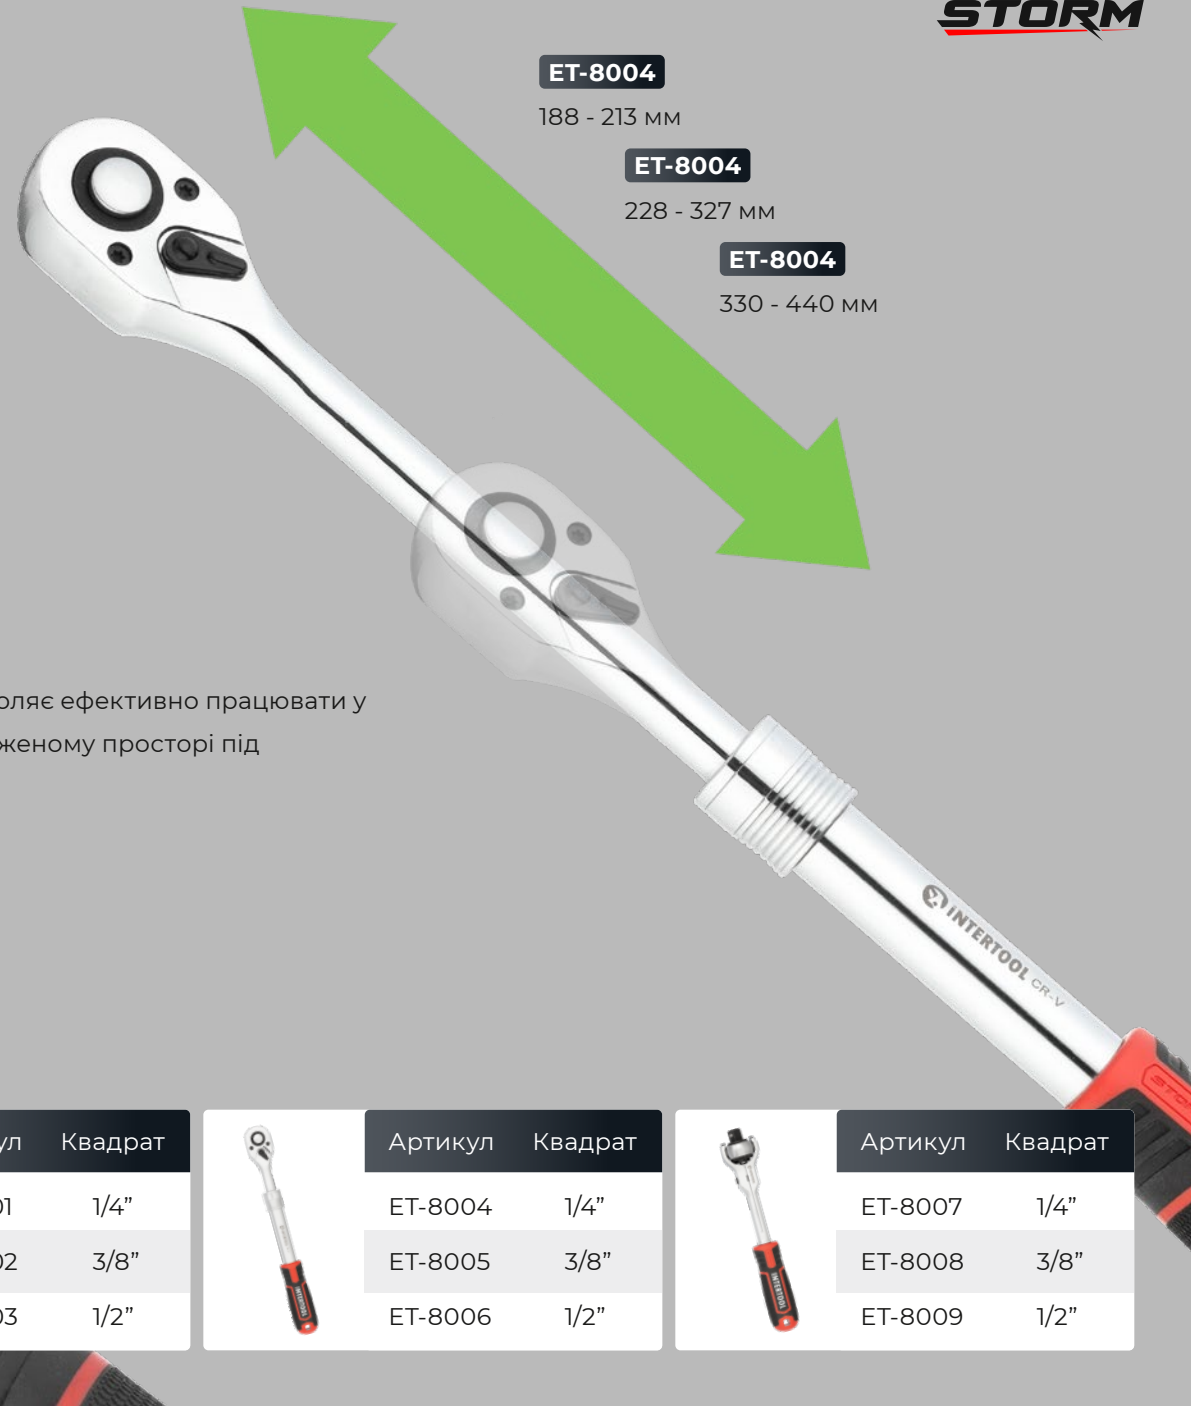 STORM
ET-8004
188 - 213 мм
ET-8004
228 - 327 мм
ET-8004
330 - 440 мм
ефективно працювати у
просторі під
INTERTOOL CR-V
Квадрат
1/4”
3/8”
1/2”
INTERTOOL
Артикул Квадрат
ET-8004 1/4”
ET-8005 3/8”
ET-8006 1/2”
INTERTOOL
Артикул Квадрат
ET-8007 1/4”
ET-8008 3/8”
ET-8009 1/2”